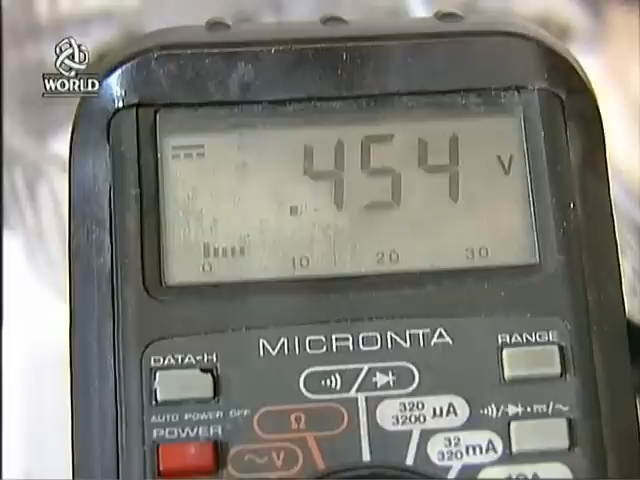 WORLD
.454 V
0 10 20 30
MICRONTA
DATA-H
RANGE
320
3200 µA
AUTO POWER OFF
POWER
Ω
32
320 mA
~V